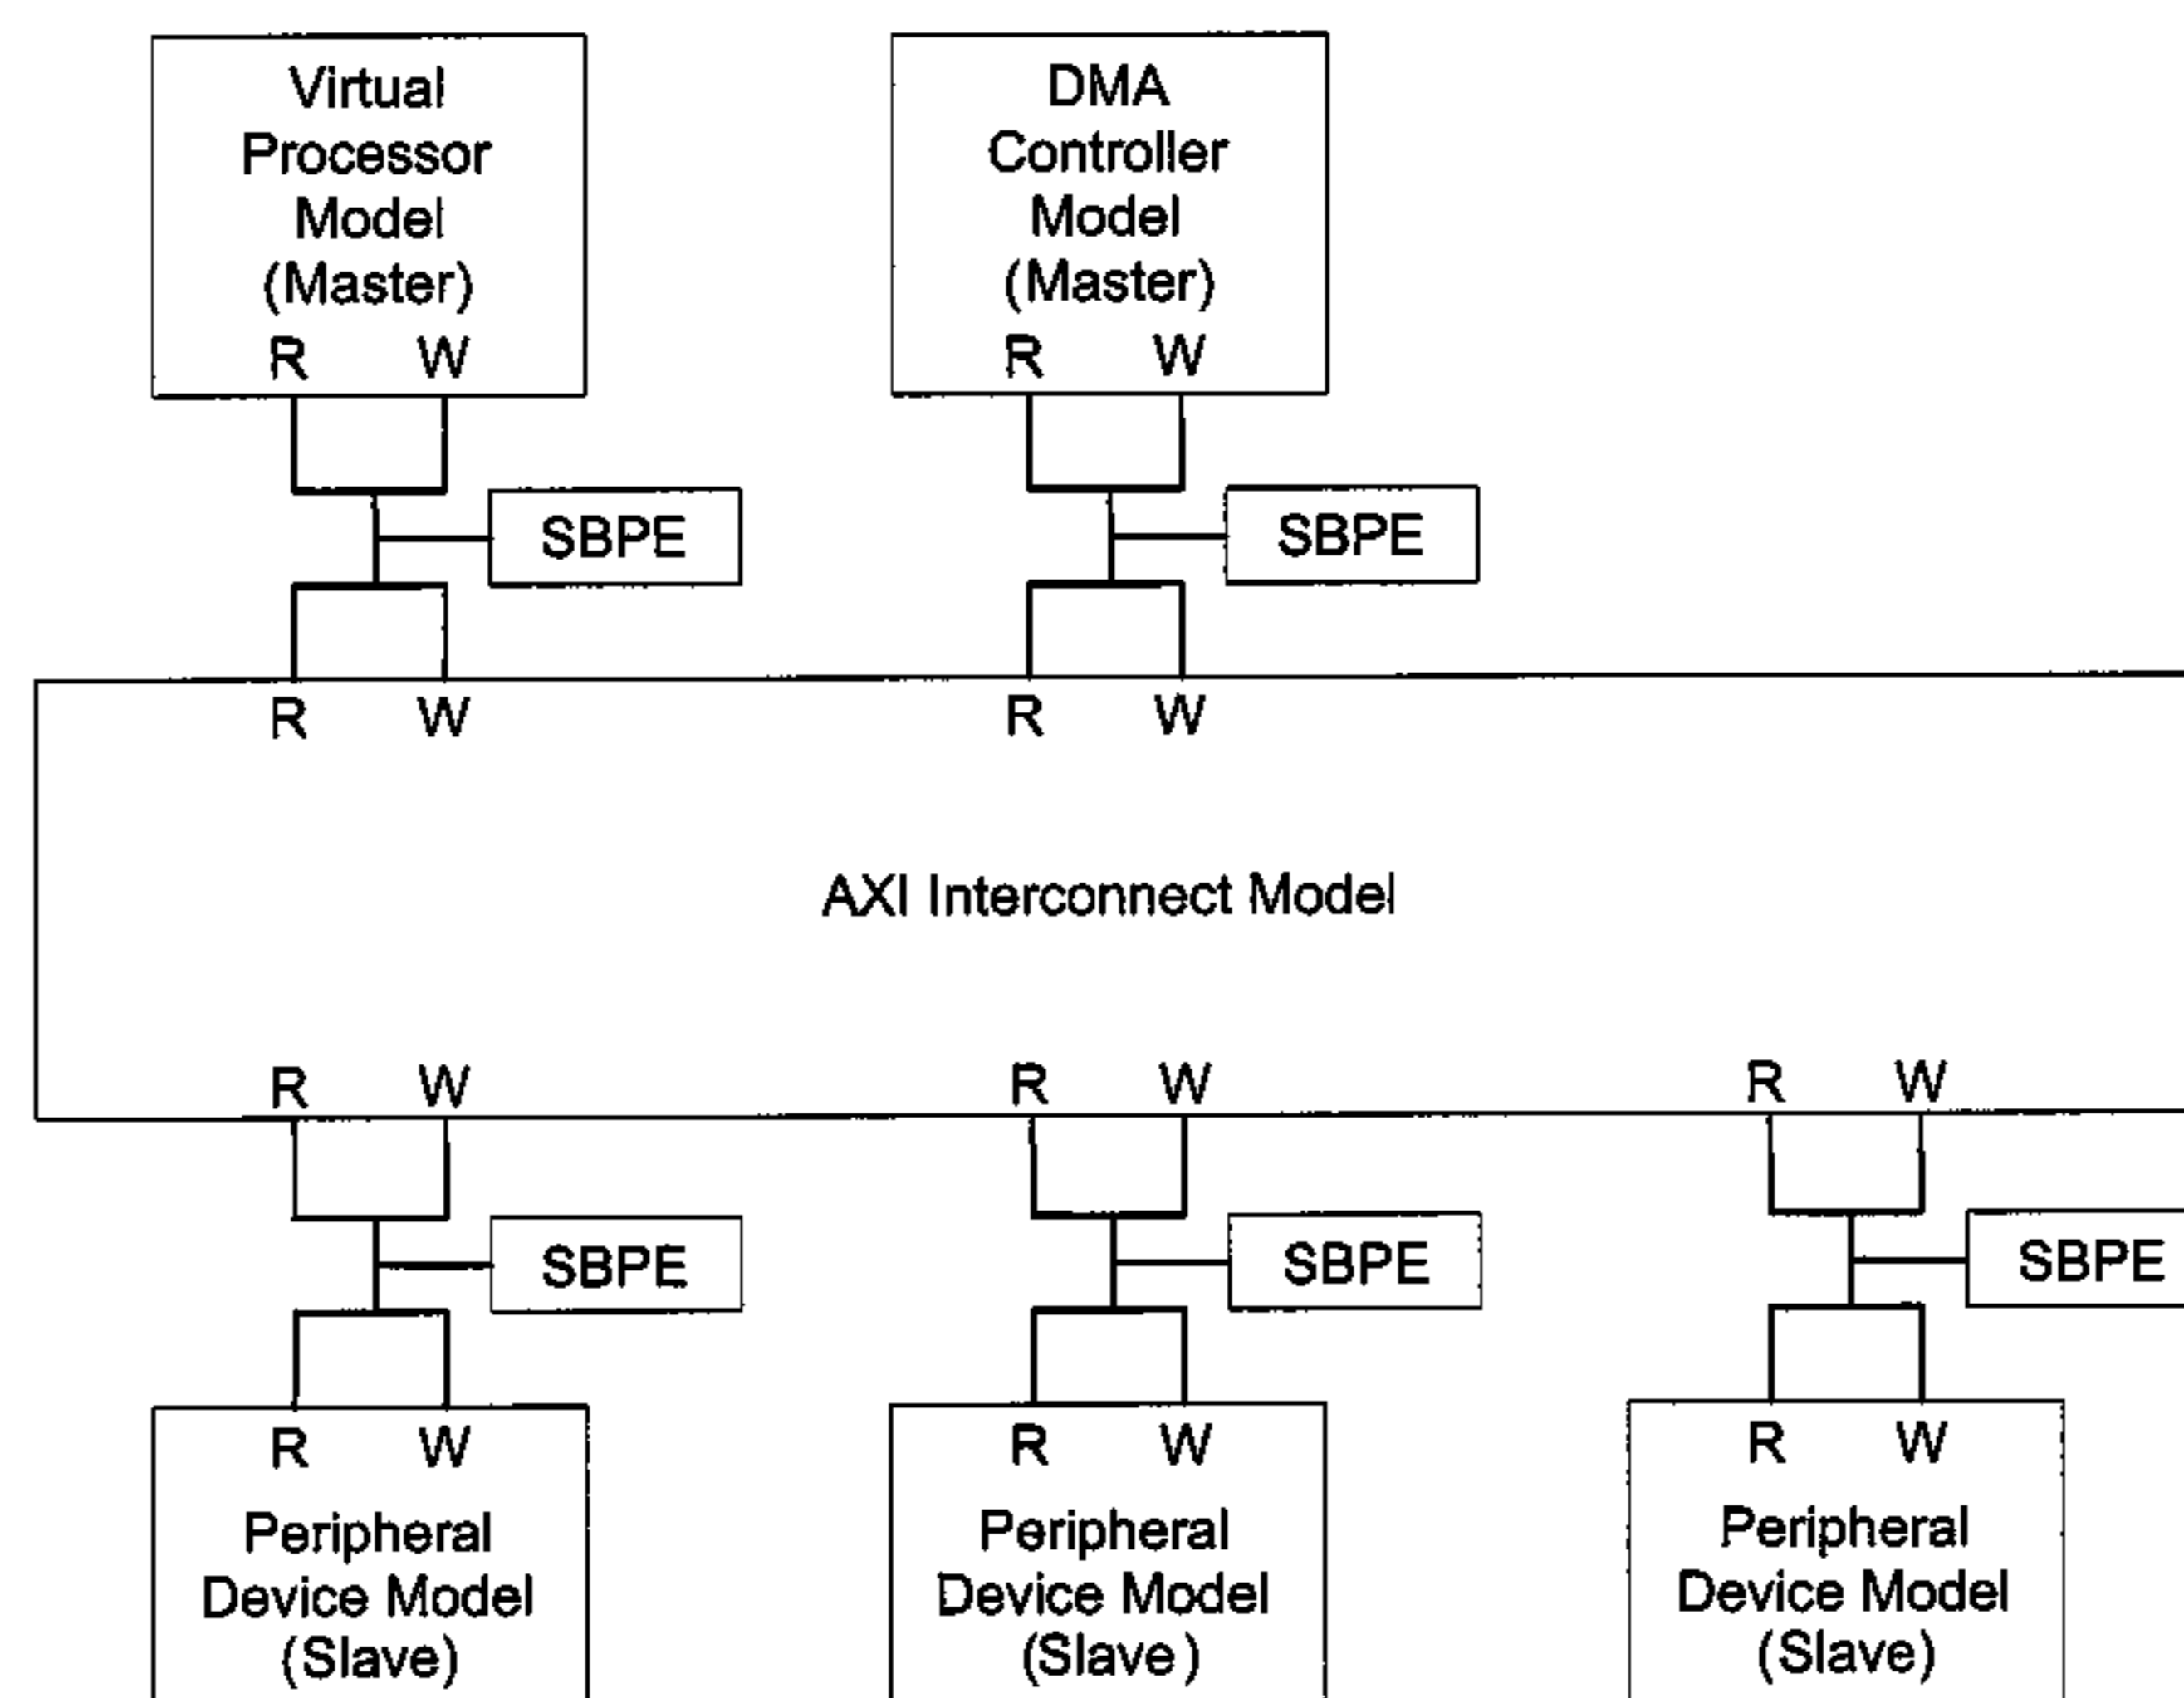 Virtual
Processor
Model
(Master)
R W
DMA
Controller
Model
(Master)
R W
SBPE
SBPE
R W
R W
AXI Interconnect Model
R W
R W
R W
SBPE
SBPE
SBPE
R W
Peripheral
Device Model
(Slave)
R W
Peripheral
Device Model
(Slave)
R W
Peripheral
Device Model
(Slave)